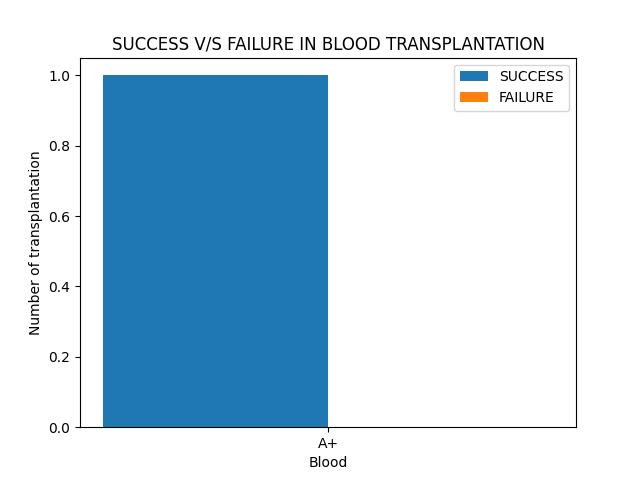 SUCCESS V/S FAILURE IN BLOOD TRANSPLANTATION
SUCCESS
FAILURE
1.0
0.8
0.6
0.4
0.2
0.0
Number of transplantation
A+
Blood